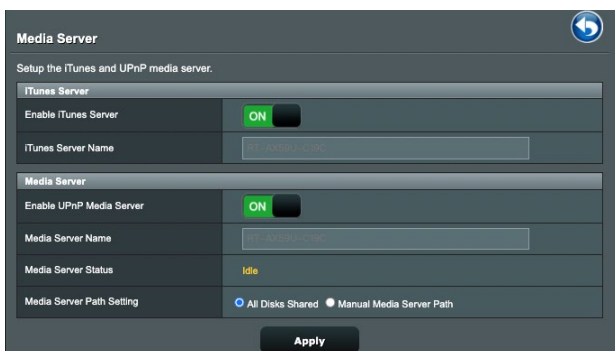 Media Server
Setup the iTunes and UPnP media server.
iTunes Server
Enable iTunes Server ON
iTunes Server Name
Media Server
Enable UPnP Media Server ON
Media Server Name
Media Server Status Idle
Media Server Path Setting All Disks Shared Manual Media Server Path
Apply